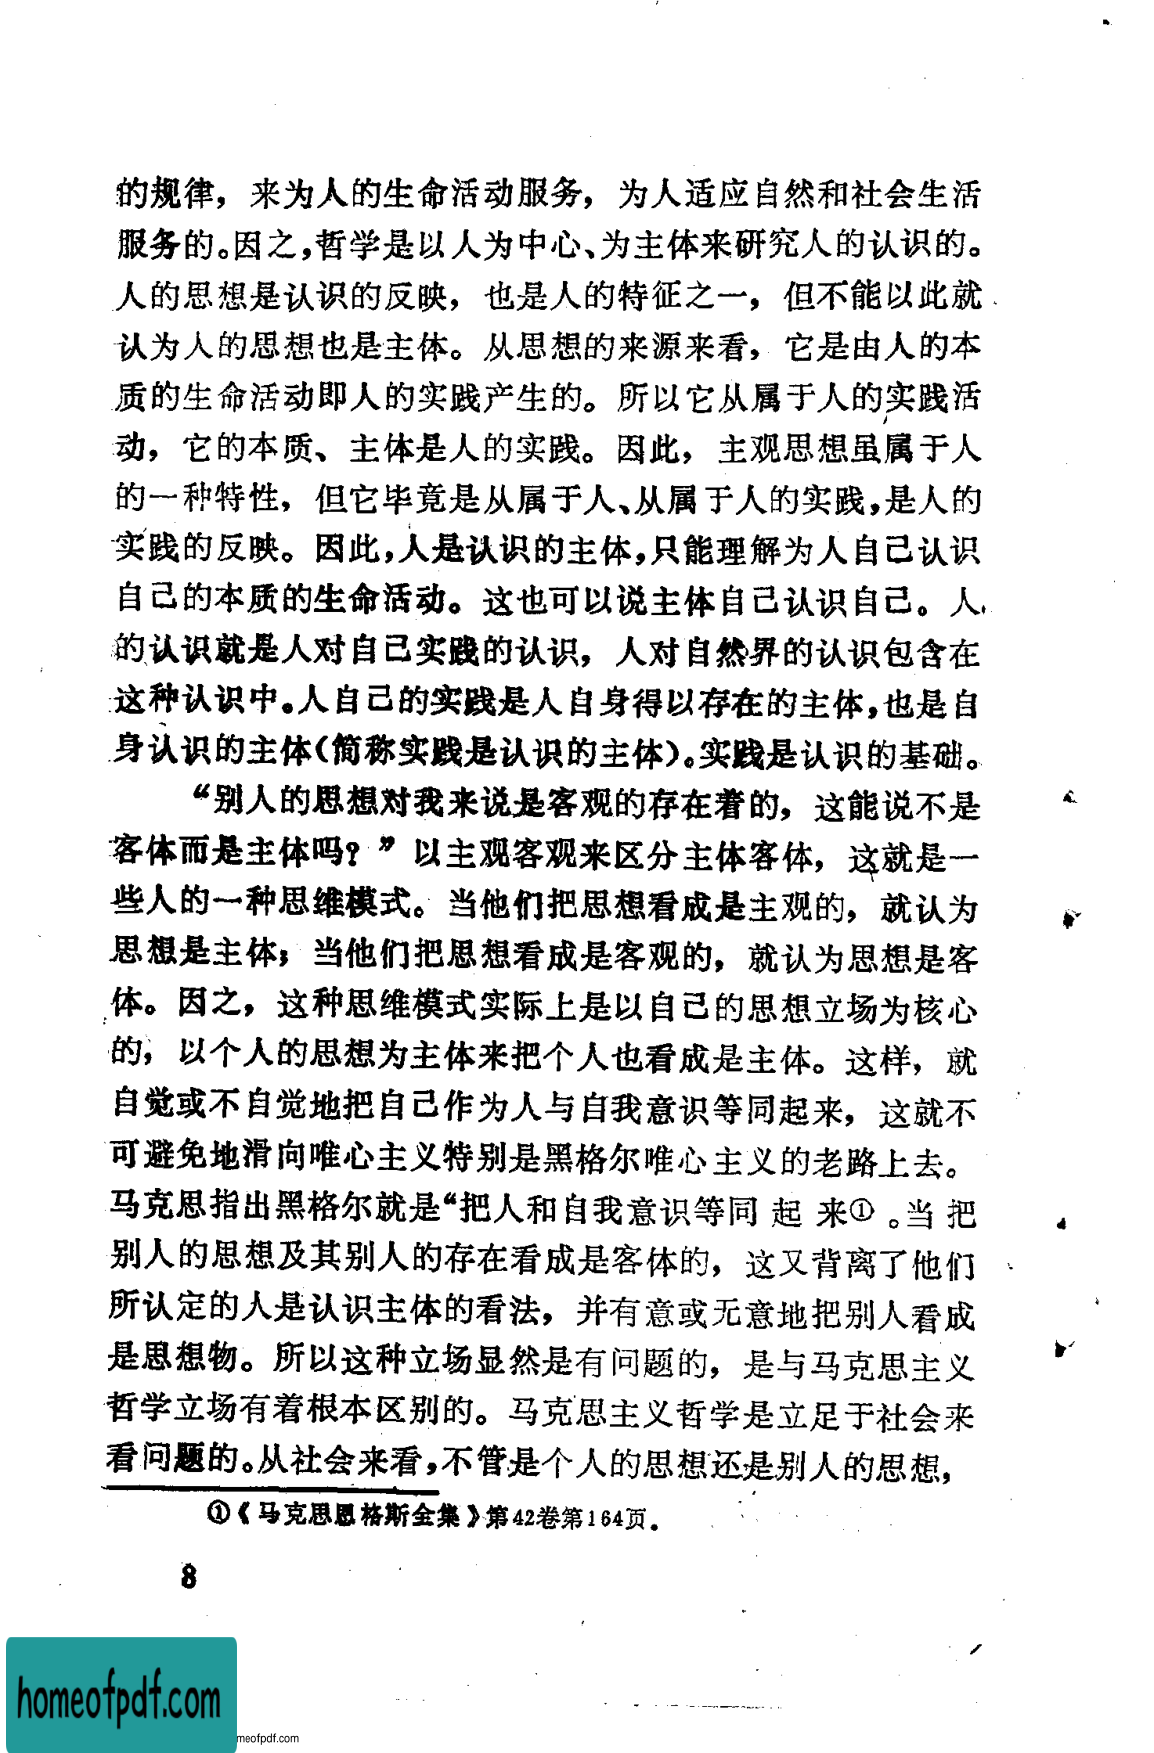 的规律，来为人的生命活动服务，为人适应自然和社会生活
服务的。因之，哲学是以人为中心、为主体来研究人的认识的。
人的思想是认识的反映，也是人的特征之一，但不能以此就
认为人的思想也是主体。从思想的来源来看，它是由人的本
质的生命活动即人的实践产生的。所以它从属于人的实践活
动，它的本质、主体是人的实践。因此，主观思想虽属于人
的一种特性，但它毕竟是从属于人、从属于人的实践，是人的
实践的反映。因此，人是认识的主体，只能理解为人自己认识
自己的本质的生命活动。这也可以说主体自己认识自己。人
的认识就是人对自己实践的认识，人对自然界的认识包含在
这种认识中。人自己的实践是人自身得以存在的主体，也是自
身认识的主体（简称实践是认识的主体）。实践是认识的基础。
“别人的思想对我来说是客观的存在着的，这能说不是
客体而是主体吗？”以主观客观来区分主体客体，这就是一
些人的一种思维模式。当他们把思想看成是主观的，就认为
思想是主体；当他们把思想看成是客观的，就认为思想是客
体。因之，这种思维模式实际上是以自己的思想立场为核心
的，以个人的思想为主体来把个人也看成是主体。这样，就
自觉或不自觉地把自己作为人与自我意识等同起来，这就不
可避免地滑向唯心主义特别是黑格尔唯心主义的老路上去。
马克思指出黑格尔就是“把人和自我意识等同 起 来①。当 把
别人的思想及其别人的存在看成是客体的，这又背离了他们
所认定的人是认识主体的看法，并有意或无意地把别人看成
是思想物。所以这种立场显然是有问题的，是与马克思主义
哲学立场有着根本区别的。马克思主义哲学是立足于社会来
看问题的。从社会来看，不管是个人的思想还是别人的思想，
①《马克思恩格斯全集》第42卷第164页。
8
homeofpdf.com
meofpdf.com